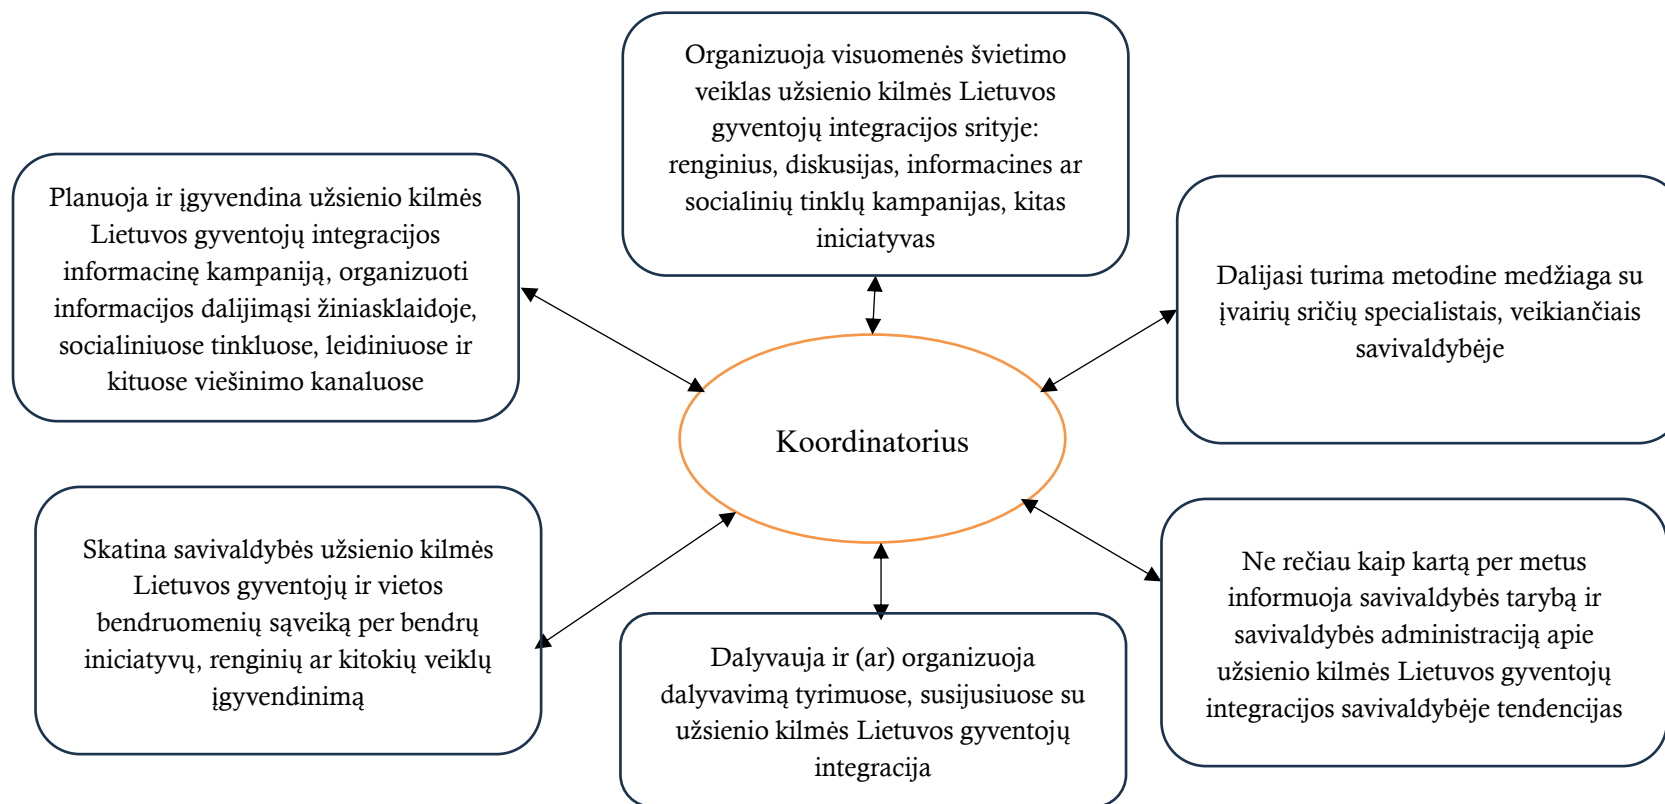 Organizuoja visuomenės švietimo
veiklas užsienio kilmės Lietuvos
gyventojų integracijos srityje:
renginius, diskusijas, informacines ar
socialinių tinklų kampanijas, kitas
iniciatyvas
Planuoja ir įgyvendina užsienio kilmės
Lietuvos gyventojų integracijos
informacinę kampaniją, organizuoti
informacijos dalijimąsi žiniasklaidoje,
socialiniuose tinkluose, leidiniuose ir
kituose viešinimo kanaluose
Dalijasi turima metodine medžiaga su
įvairių sričių specialistais, veikiančiais
savivaldybėje
Koordinatorius
Skatina savivaldybės užsienio kilmės
Lietuvos gyventojų ir vietos
bendruomenių sąveiką per bendrų
iniciatyvų, renginių ar kitokių veiklų
įgyvendinimą
Dalyvauja ir (ar) organizuoja
dalyvavimą tyrimuose, susijusiuose su
užsienio kilmės Lietuvos gyventojų
integracija
Ne rečiau kaip kartą per metus
informuoja savivaldybės tarybą ir
savivaldybės administraciją apie
užsienio kilmės Lietuvos gyventojų
integracijos savivaldybėje tendencijas